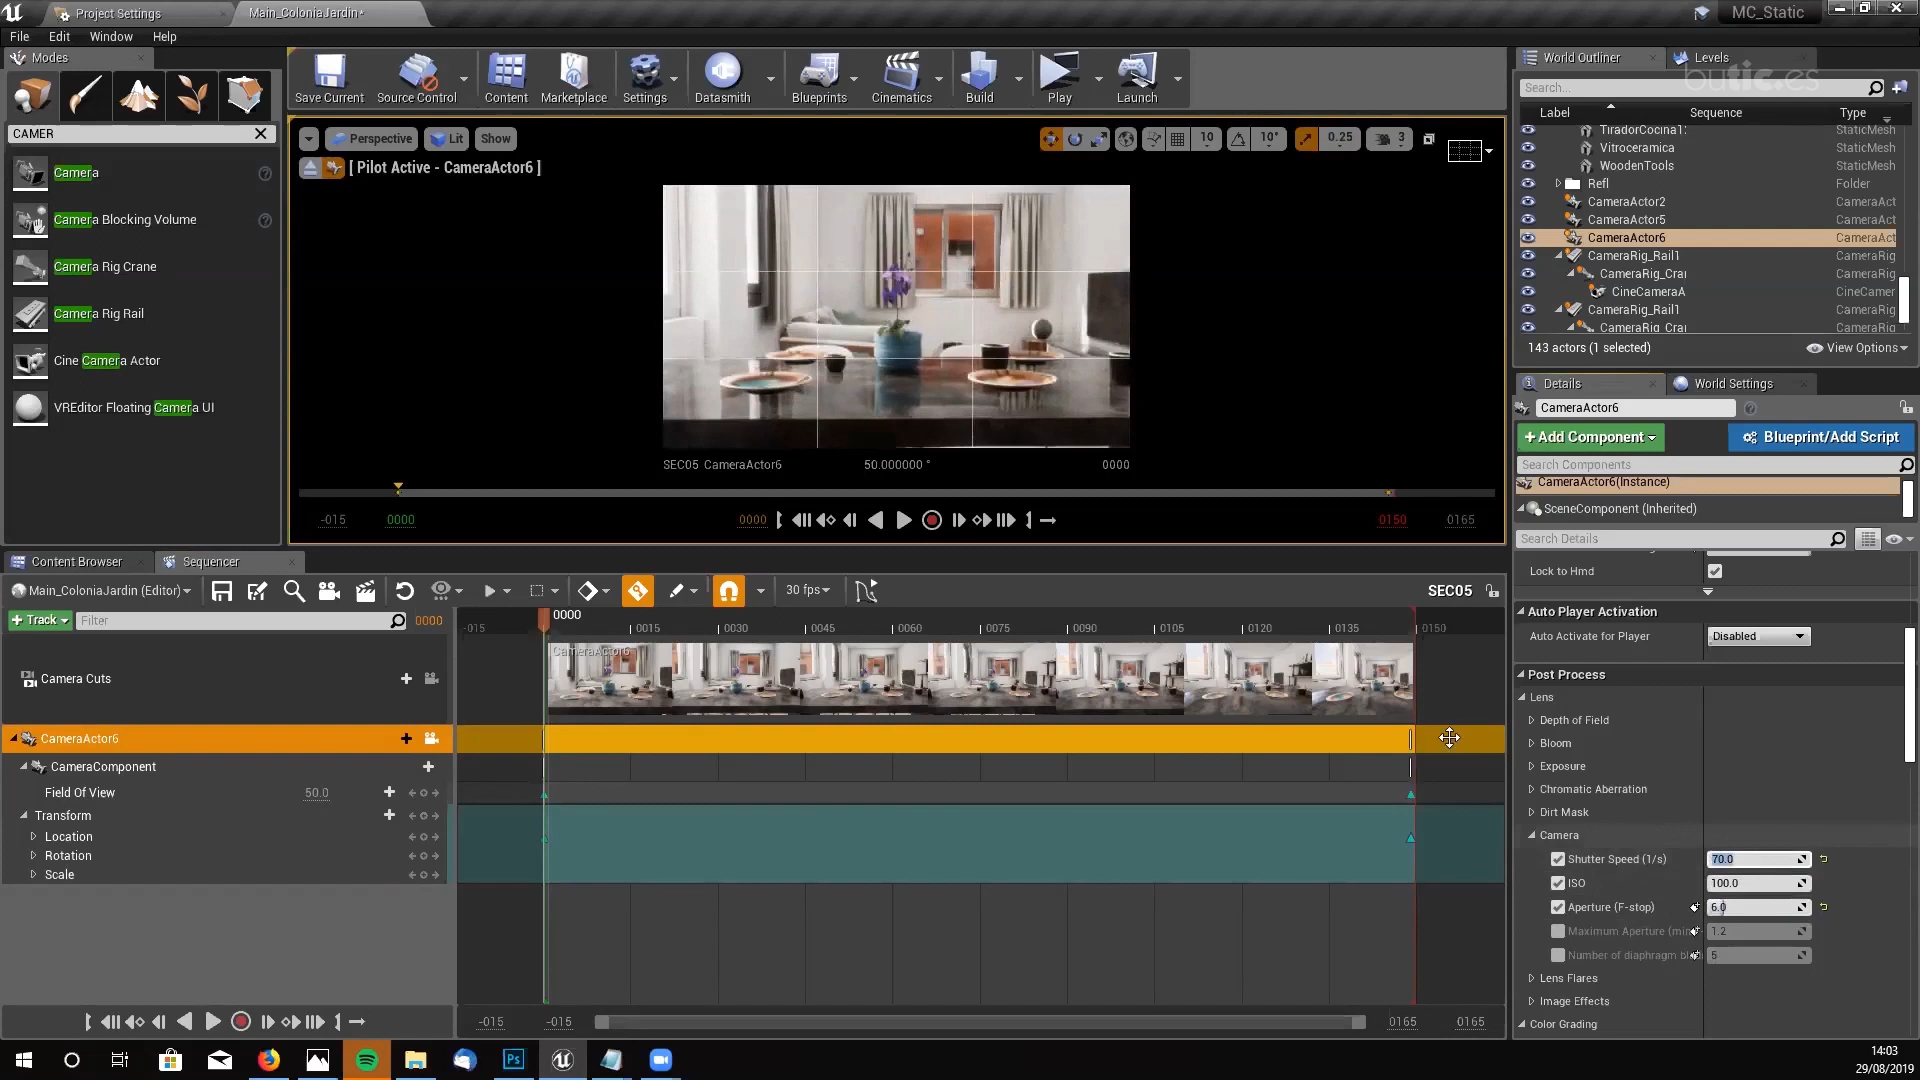 Project Settings
Main_ColoniaJardin*
MC_Static
File Edit Window Help
Modes
CAMER
Camera
Camera Blocking Volume
Camera Rig Crane
Camera Rig Rail
Cine Camera Actor
VREditor Floating Camera UI
Save Current
Source Control
Content
Marketplace
Settings
Datasmith
Blueprints
Cinematics
Build
Play
Launch
Perspective Lit Show
10 10° 0.25 3
[ Pilot Active - CameraActor6 ]
SEC05 CameraActor6 50.000000 ° 0000
-015 0000 0000 0150 0165
World Outliner Levels
butic.es
Search...
Label Sequence Type
TiradorCocina1: StaticMesh
Vitroceramica StaticMesh
WoodenTools StaticMesh
Refl Folder
CameraActor2 CameraAct
CameraActor5 CameraAct
CameraActor6 CameraAct
CameraRig_Rail1 CameraRig
CameraRig_Crar CameraRig
CineCameraA CineCamer
CameraRig_Rail1 CameraRig
CameraRig_Crar CameraRig
143 actors (1 selected) View Options
Details World Settings
CameraActor6
+Add Component Blueprint/Add Script
Search Components
CameraActor6(Instance)
SceneComponent (Inherited)
Search Details
Lock to Hmd
Auto Player Activation
Auto Activate for Player Disabled
Post Process
Lens
Depth of Field
Bloom
Exposure
Chromatic Aberration
Dirt Mask
Camera
Shutter Speed (1/s) 70.0
ISO 100.0
Aperture (F-stop) 6.0
Maximum Aperture (min 1.2
Number of diaphragm bl 5
Lens Flares
Image Effects
Color Grading
Content Browser Sequencer
Main_ColoniaJardin (Editor) 30 fps SEC05
+ Track Filter 0000
0000
-015 0015 0030 0045 0060 0075 0090 0105 0120 0135 0150
CameraActor6
Camera Cuts
CameraActor6
CameraComponent
Field Of View 50.0
Transform
Location
Rotation
Scale
-015 -015 0165 0165
Ps
14:03
29/08/2019